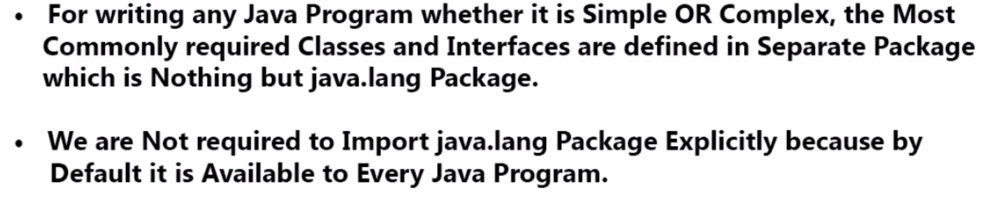 • For writing any Java Program whether it is Simple OR Complex, the Most
Commonly required Classes and Interfaces are defined in Separate Package
which is Nothing but java.lang Package.
• We are Not required to Import java.lang Package Explicitly because by
Default it is Available to Every Java Program.